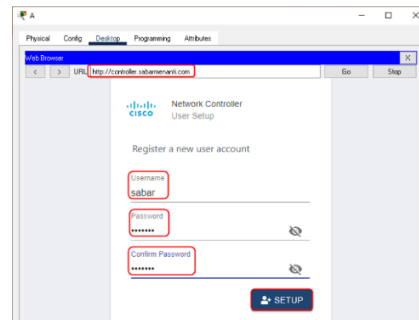 A
Physical Config Desktop Programming Attributes
Web Browser X
< > URL http://controller.sabarmenanti.com Go Stop
CISCO
Network Controller
User Setup
Register a new user account
Username
sabar
Password
•••••••
Confirm Password
•••••••
SETUP